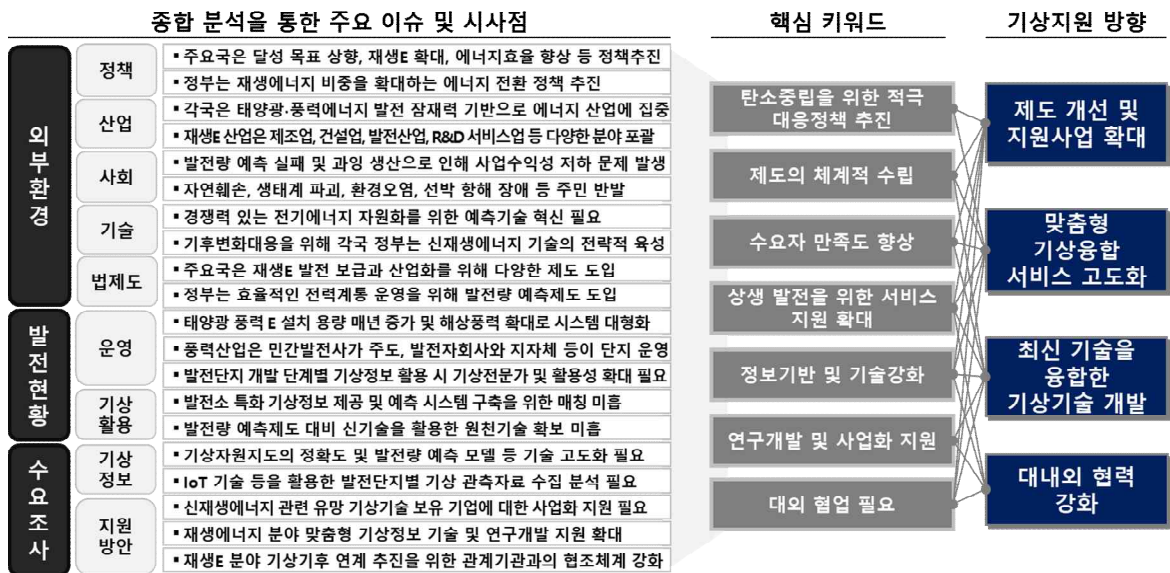 종합 분석을 통한 주요 이슈 및 시사점
핵심 키워드
기상지원 방향
외부환경
정책
▪ 주요국은 달성 목표 상향, 재생E 확대, 에너지효율 향상 등 정책추진
▪ 정부는 재생에너지 비중을 확대하는 에너지 전환 정책 추진
산업
▪ 각국은 태양광·풍력에너지 발전 잠재력 기반으로 에너지 산업에 집중
▪ 재생E 산업은 제조업, 건설업, 발전산업, R&D 서비스업 등 다양한 분야 포괄
사회
▪ 발전량 예측 실패 및 과잉 생산으로 인해 사업수익성 저하 문제 발생
▪ 자연훼손, 생태계 파괴, 환경오염, 선박 항해 장애 등 주민 반발
기술
▪ 경쟁력 있는 전기에너지 자원화를 위한 예측기술 혁신 필요
▪ 기후변화대응을 위해 각국 정부는 신재생에너지 기술의 전략적 육성
법제도
▪ 주요국은 재생E 발전 보급과 산업화를 위해 다양한 제도 도입
▪ 정부는 효율적인 전력계통 운영을 위해 발전량 예측제도 도입
발전현황
운영
▪ 태양광 풍력 E 설치 용량 매년 증가 및 해상풍력 확대로 시스템 대형화
▪ 풍력산업은 민간발전사가 주도, 발전자회사와 지자체 등이 단지 운영
▪ 발전단지 개발 단계별 기상정보 활용 시 기상전문가 및 활용성 확대 필요
기상
활용
▪ 발전소 특화 기상정보 제공 및 예측 시스템 구축을 위한 매칭 미흡
▪ 발전량 예측제도 대비 신기술을 활용한 원천기술 확보 미흡
수요조사
기상
정보
▪ 기상자원지도의 정확도 및 발전량 예측 모델 등 기술 고도화 필요
▪ IoT 기술 등을 활용한 발전단지별 기상 관측자료 수집 분석 필요
지원
방안
▪ 신재생에너지 관련 유망 기상기술 보유 기업에 대한 사업화 지원 필요
▪ 재생에너지 분야 맞춤형 기상정보 기술 및 연구개발 지원 확대
▪ 재생E 분야 기상기후 연계 추진을 위한 관계기관과의 협조체계 강화
탄소중립을 위한 적극
대응정책 추진
제도의 체계적 수립
수요자 만족도 향상
상생 발전을 위한 서비스
지원 확대
정보기반 및 기술강화
연구개발 및 사업화 지원
대외 협업 필요
제도 개선 및
지원사업 확대
맞춤형
기상융합
서비스 고도화
최신 기술을
융합한
기상기술 개발
대내외 협력
강화